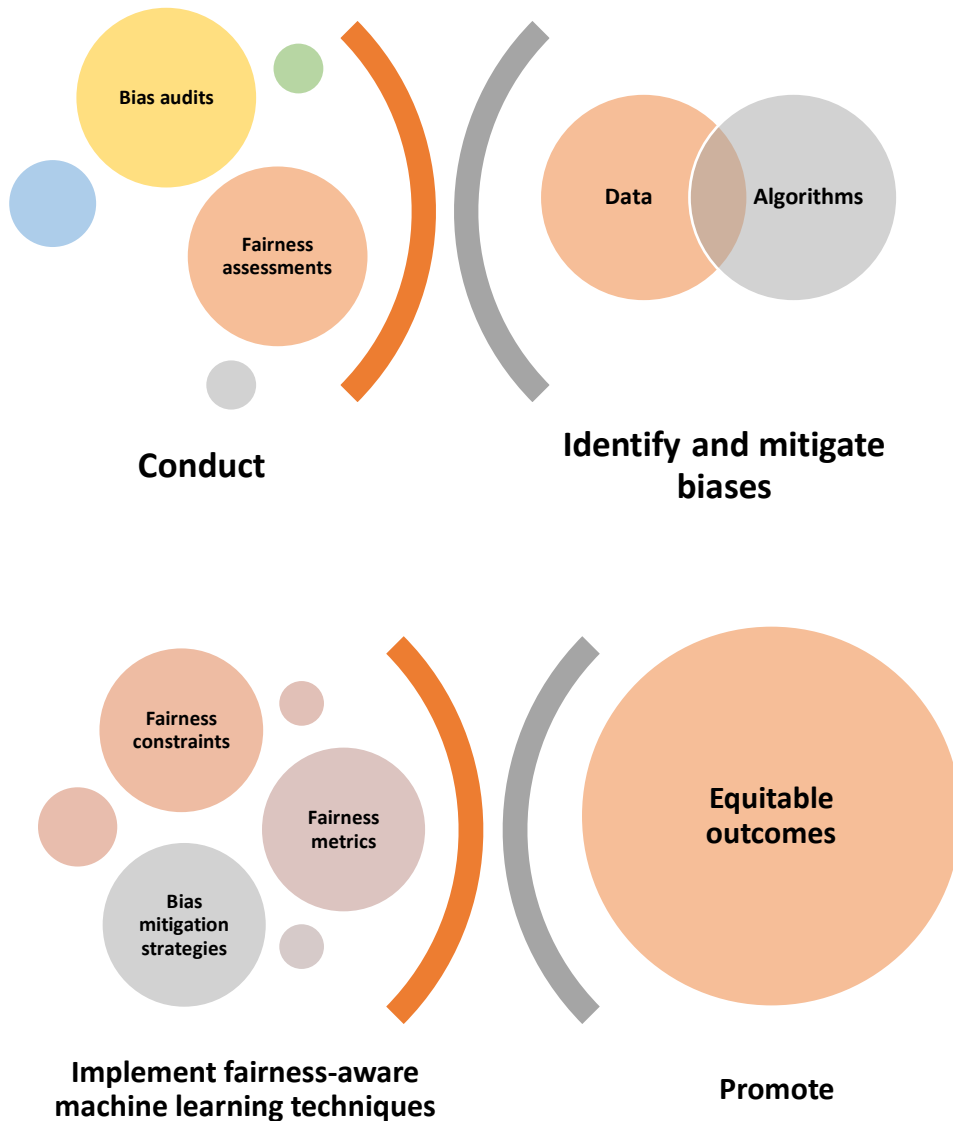 Bias audits
Fairness
assessments
Conduct
Data
Algorithms
Identify and mitigate
biases
Fairness
constraints
Fairness
metrics
Bias
mitigation
strategies
Implement fairness-aware
machine learning techniques
Equitable
outcomes
Promote